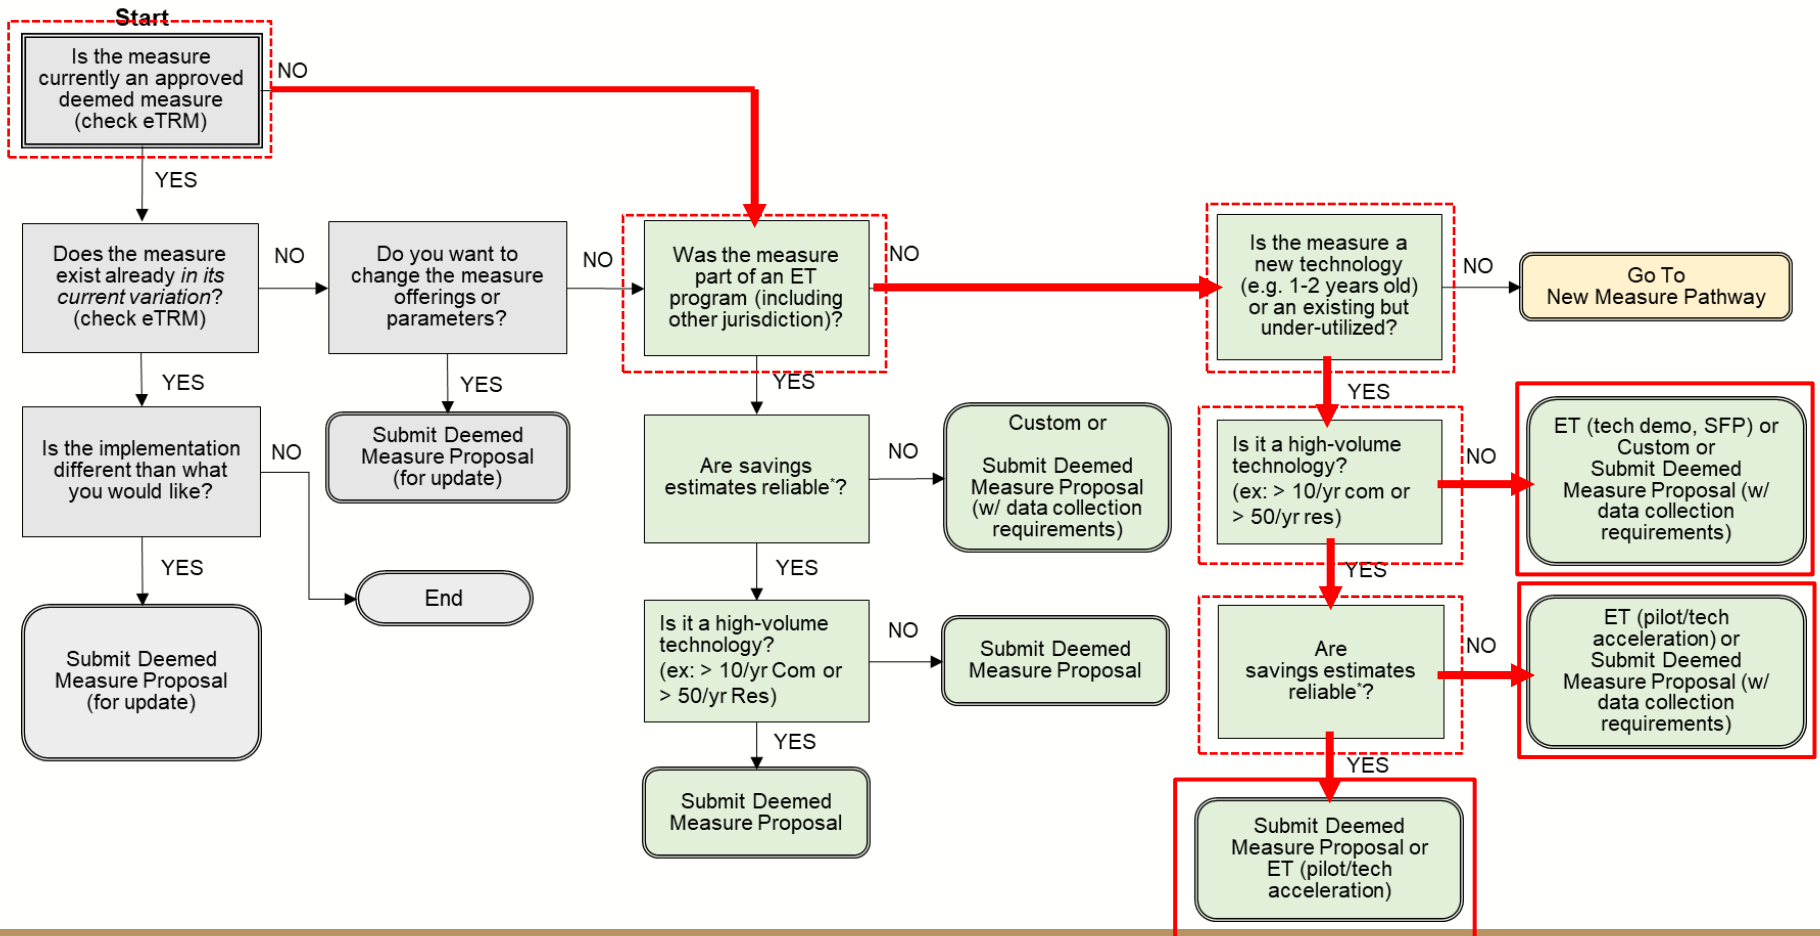 Start
Is the measure
currently an approved
deemed measure
(check eTRM)
NO
YES
Does the measure
exist already in its
current variation?
(check eTRM)
NO
Do you want to
change the measure
offerings or
parameters?
NO
Was the measure
part of an ET
program (including
other jurisdiction)?
NO
Is the measure a
new technology
(e.g. 1-2 years old)
or an existing but
under-utilized?
NO
Go To
New Measure Pathway
YES
YES
YES
YES
Is the implementation
different than what
you would like?
NO
Submit Deemed
Measure Proposal
(for update)
Are savings
estimates reliable*?
NO
Custom or
Submit Deemed
Measure Proposal
(w/ data collection
requirements)
Is it a high-volume
technology?
(ex: > 10/yr com or
> 50/yr res)
NO
ET (tech demo, SFP) or
Custom or
Submit Deemed
Measure Proposal (w/
data collection
requirements)
YES
End
YES
YES
Submit Deemed
Measure Proposal
(for update)
Is it a high-volume
technology?
(ex: > 10/yr Com or
> 50/yr Res)
NO
Submit Deemed
Measure Proposal
Are
savings estimates
reliable*?
NO
ET (pilot/tech
acceleration) or
Submit Deemed
Measure Proposal (w/
data collection
requirements)
YES
YES
Submit Deemed
Measure Proposal
Submit Deemed
Measure Proposal or
ET (pilot/tech
acceleration)